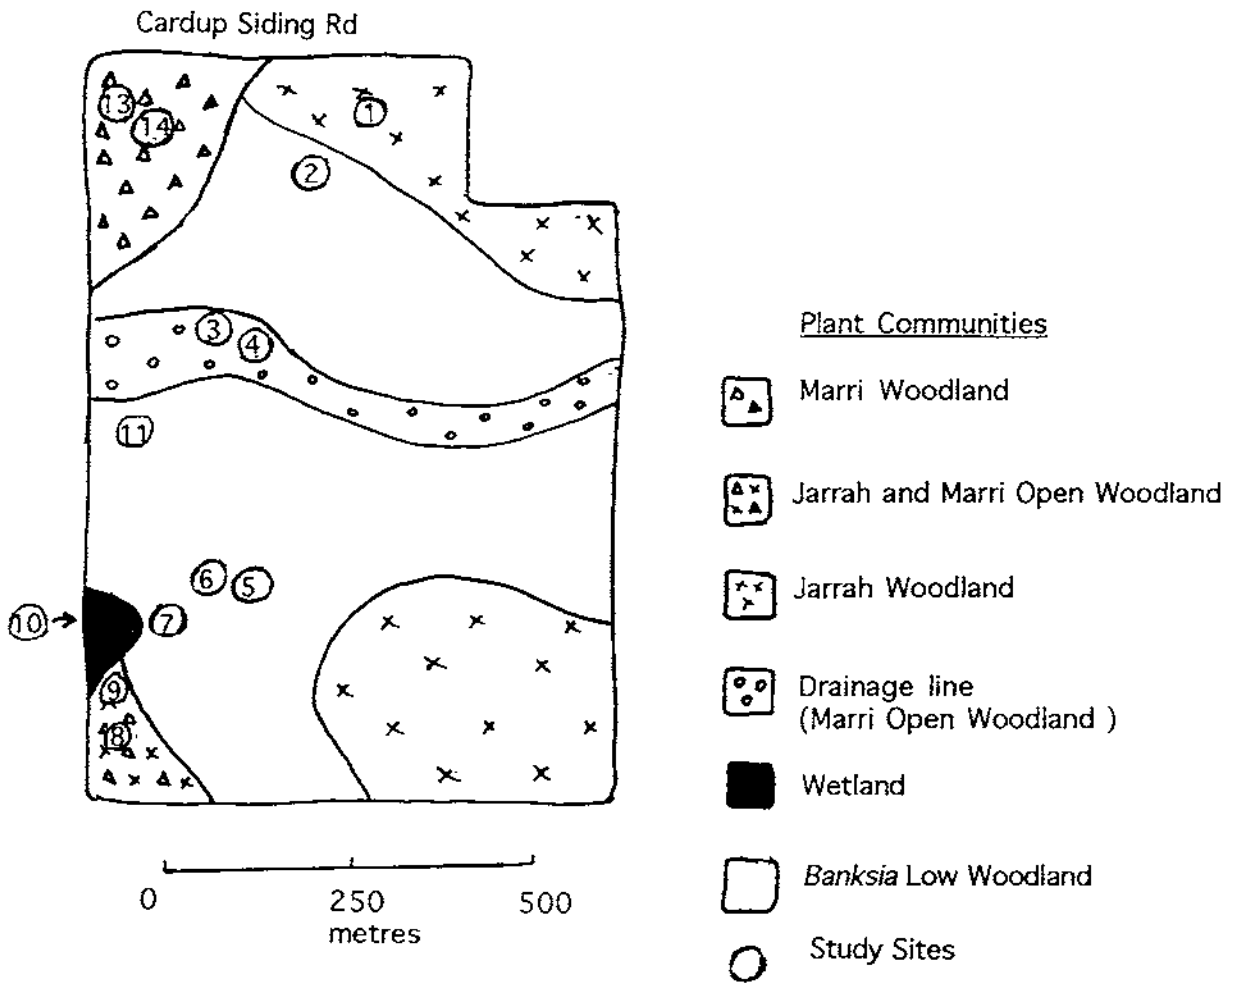 Cardup Siding Rd
13
14
1
2
3
4
11
6
5
10
7
9
8
0
250
500
metres
Plant Communities
Marri Woodland
Jarrah and Marri Open Woodland
Jarrah Woodland
Drainage line
(Marri Open Woodland )
Wetland
Banksia Low Woodland
Study Sites